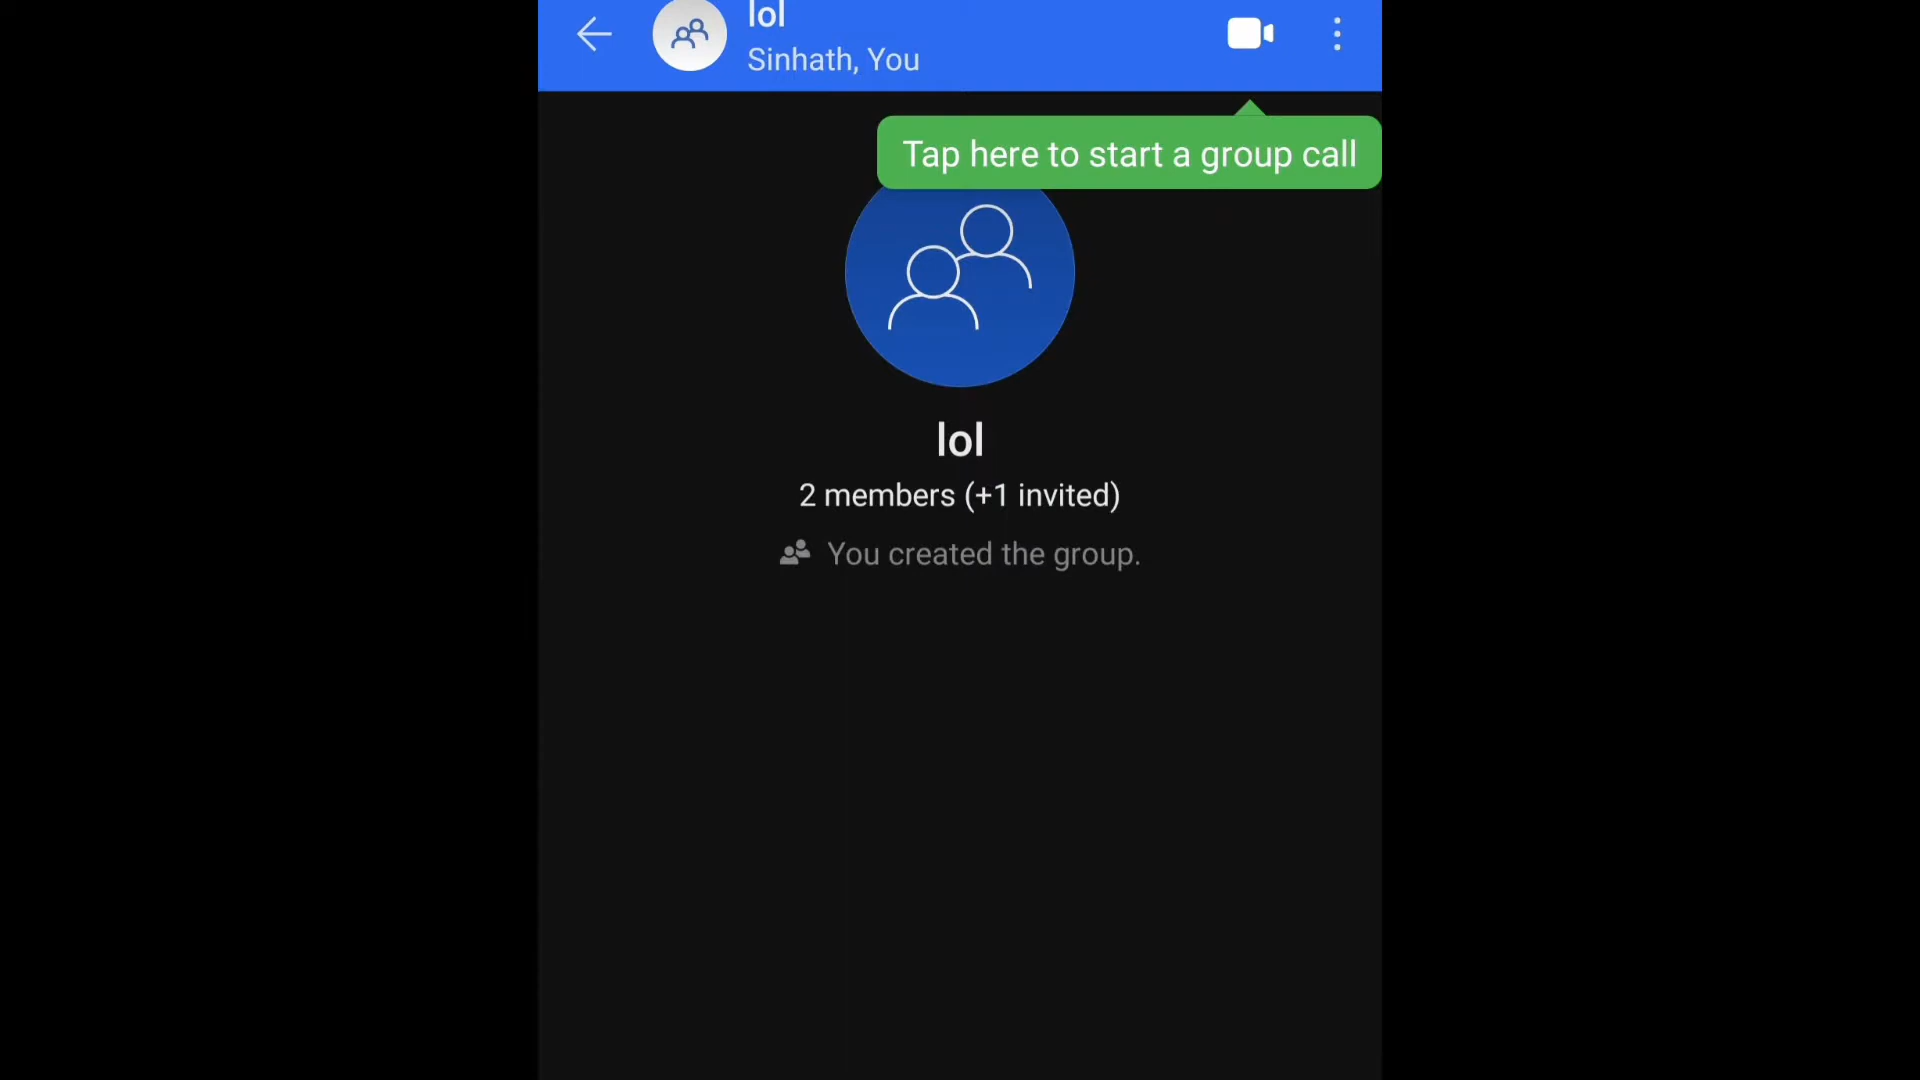 lol
Sinhath, You
Tap here to start a group call
lol
2 members (+1 invited)
You created the group.